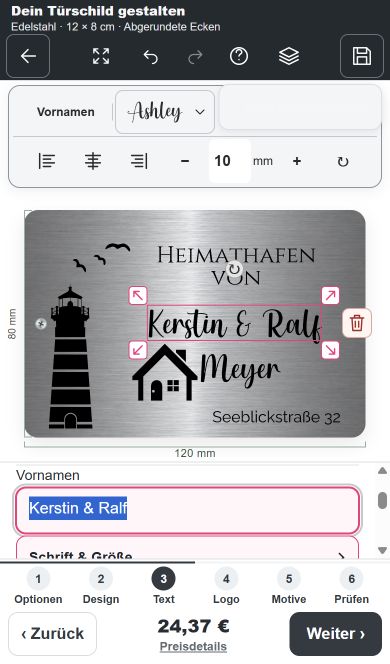 Dein Türschild gestalten
Edelstahl · 12 × 8 cm · Abgerundete Ecken
Vornamen
Ashley
10 mm
Heimathafen
von
Kerstin & Ralf
Meyer
Seeblickstraße 32
80 mm
120 mm
Vornamen
Kerstin & Ralf
Schrift & Größe
1 2 3 4 5 6
Optionen Design Text Logo Motive Prüfen
‹ Zurück
24,37 €
Preisdetails
Weiter ›